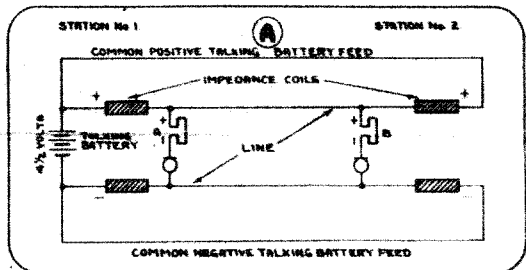 STATION No 1
A
STATION No. 2
COMMON POSITIVE TALKING BATTERY FEED
IMPEDANCE COILS
+
+
+
+
A
B
4½ VOLTS
TALKING
BATTERY
LINE
-
-
-
-
COMMON NEGATIVE TALKING BATTERY FEED